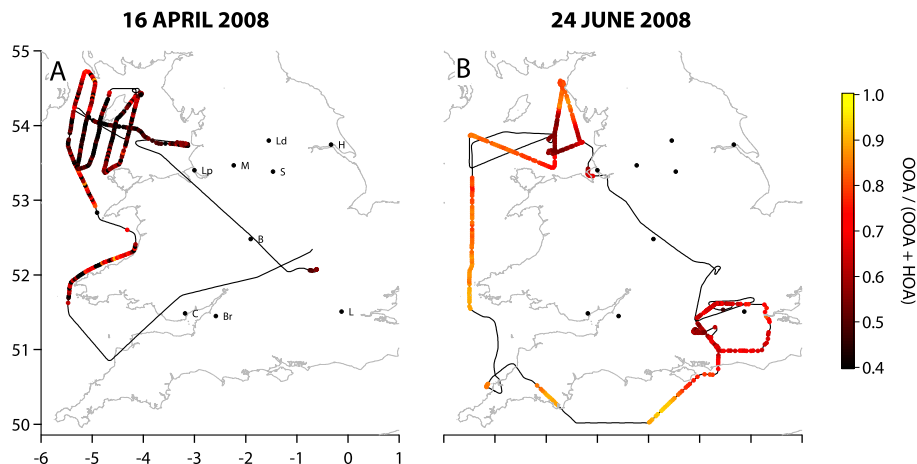 16 APRIL 2008
24 JUNE 2008
A
B
55
54
53
52
51
50
-6 -5 -4 -3 -2 -1 0 1
Ld
H
M
Lp
S
B
C
Br
L
1.0
0.9
0.8
0.7
0.6
0.5
0.4
OOA / (OOA + HOA)